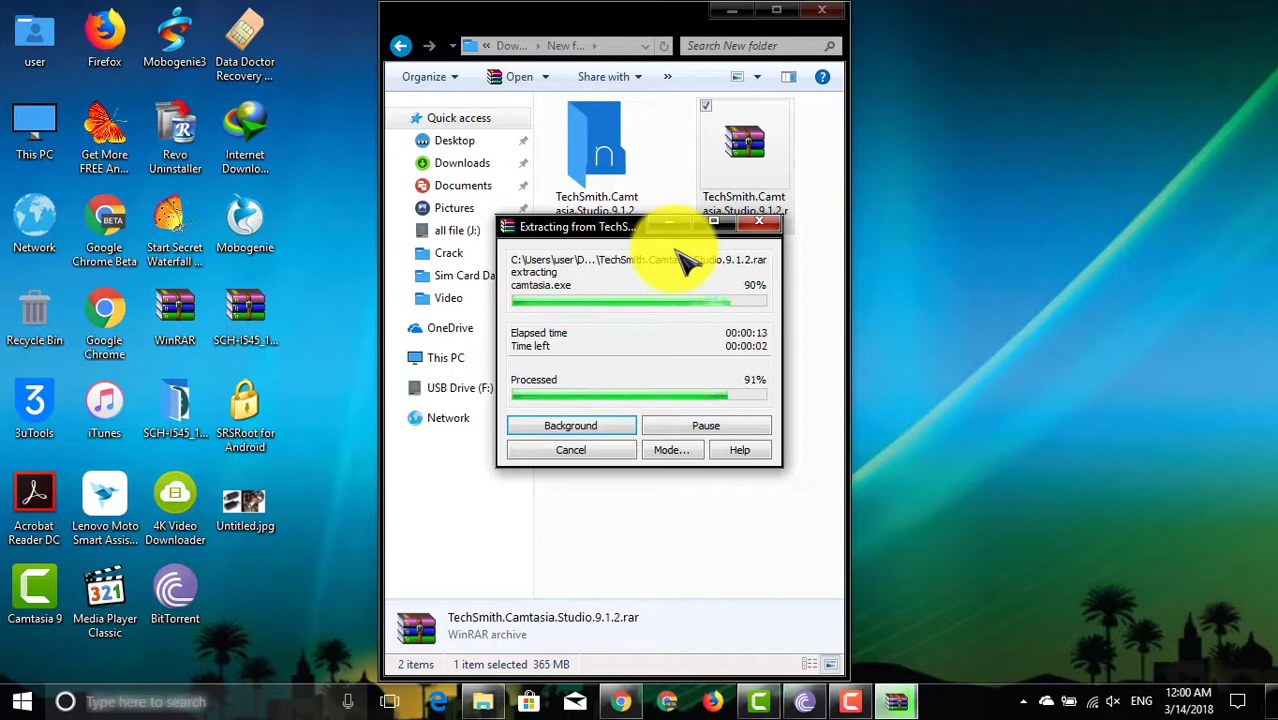 user
Firefox
Mobogenie3
Data Doctor
Recovery ...
This PC
Get More
FREE An...
Revo
Uninstaller
Internet
Downlo...
Network
Google
Chrome Beta
Start Secret
Waterfall ...
Mobogenie
Recycle Bin
Google
Chrome
WinRAR
SCH-I545_1...
3uTools
iTunes
SCH-I545_1...
SRSRoot for
Android
Acrobat
Reader DC
Lenovo Moto
Smart Assis...
4K Video
Downloader
Untitled.jpg
Camtasia 9
Media Player
Classic
BitTorrent
« Dow... › New f... ›
Search New folder
Organize
Open
Share with
»
Quick access
Desktop
Downloads
Documents
Pictures
all file (J:)
Crack
Sim Card Da
Video
OneDrive
This PC
USB Drive (F:)
Network
TechSmith.Camt
asia.Studio.9.1.2
TechSmith.Camt
asia.Studio.9.1.2.r
Extracting from TechS...
C:\Users\user\D...\TechSmith.Camtasia.Studio.9.1.2.rar
extracting
camtasia.exe 90%
Elapsed time 00:00:13
Time left 00:00:02
Processed 91%
Background
Pause
Cancel
Mode...
Help
TechSmith.Camtasia.Studio.9.1.2.rar
WinRAR archive
2 items 1 item selected 365 MB
Type here to search
ENG
12:00 AM
3/14/2018